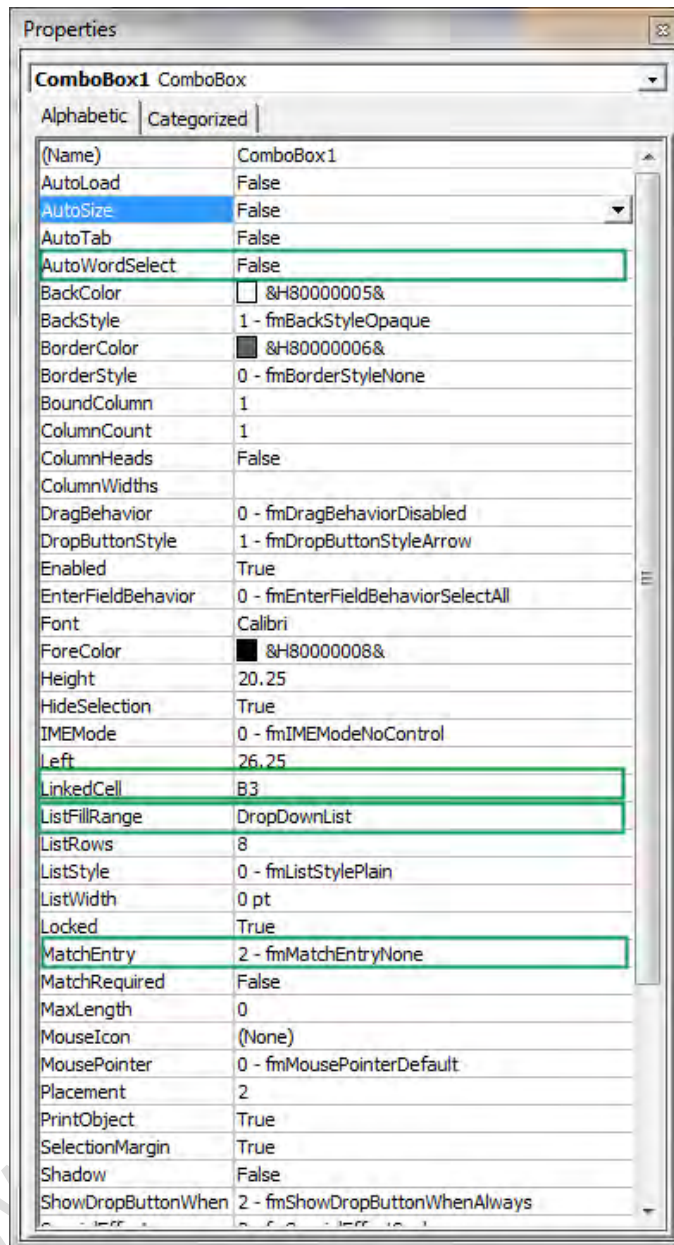 Properties
ComboBox1 ComboBox
Alphabetic Categorized
(Name) ComboBox1
AutoLoad False
AutoSize False
AutoTab False
AutoWordSelect False
BackColor &H80000005&
BackStyle 1 - fmBackStyleOpaque
BorderColor &H80000006&
BorderStyle 0 - fmBorderStyleNone
BoundColumn 1
ColumnCount 1
ColumnHeads False
ColumnWidths
DragBehavior 0 - fmDragBehaviorDisabled
DropButtonStyle 1 - fmDropButtonStyleArrow
Enabled True
EnterFieldBehavior 0 - fmEnterFieldBehaviorSelectAll
Font Calibri
ForeColor &H80000008&
Height 20.25
HideSelection True
IMEMode 0 - fmIMEModeNoControl
Left 26.25
LinkedCell B3
ListFillRange DropDownList
ListRows 8
ListStyle 0 - fmListStylePlain
ListWidth 0 pt
Locked True
MatchEntry 2 - fmMatchEntryNone
MatchRequired False
MaxLength 0
MouseIcon (None)
MousePointer 0 - fmMousePointerDefault
Placement 2
PrintObject True
SelectionMargin True
Shadow False
ShowDropButtonWhen 2 - fmShowDropButtonWhenAlways